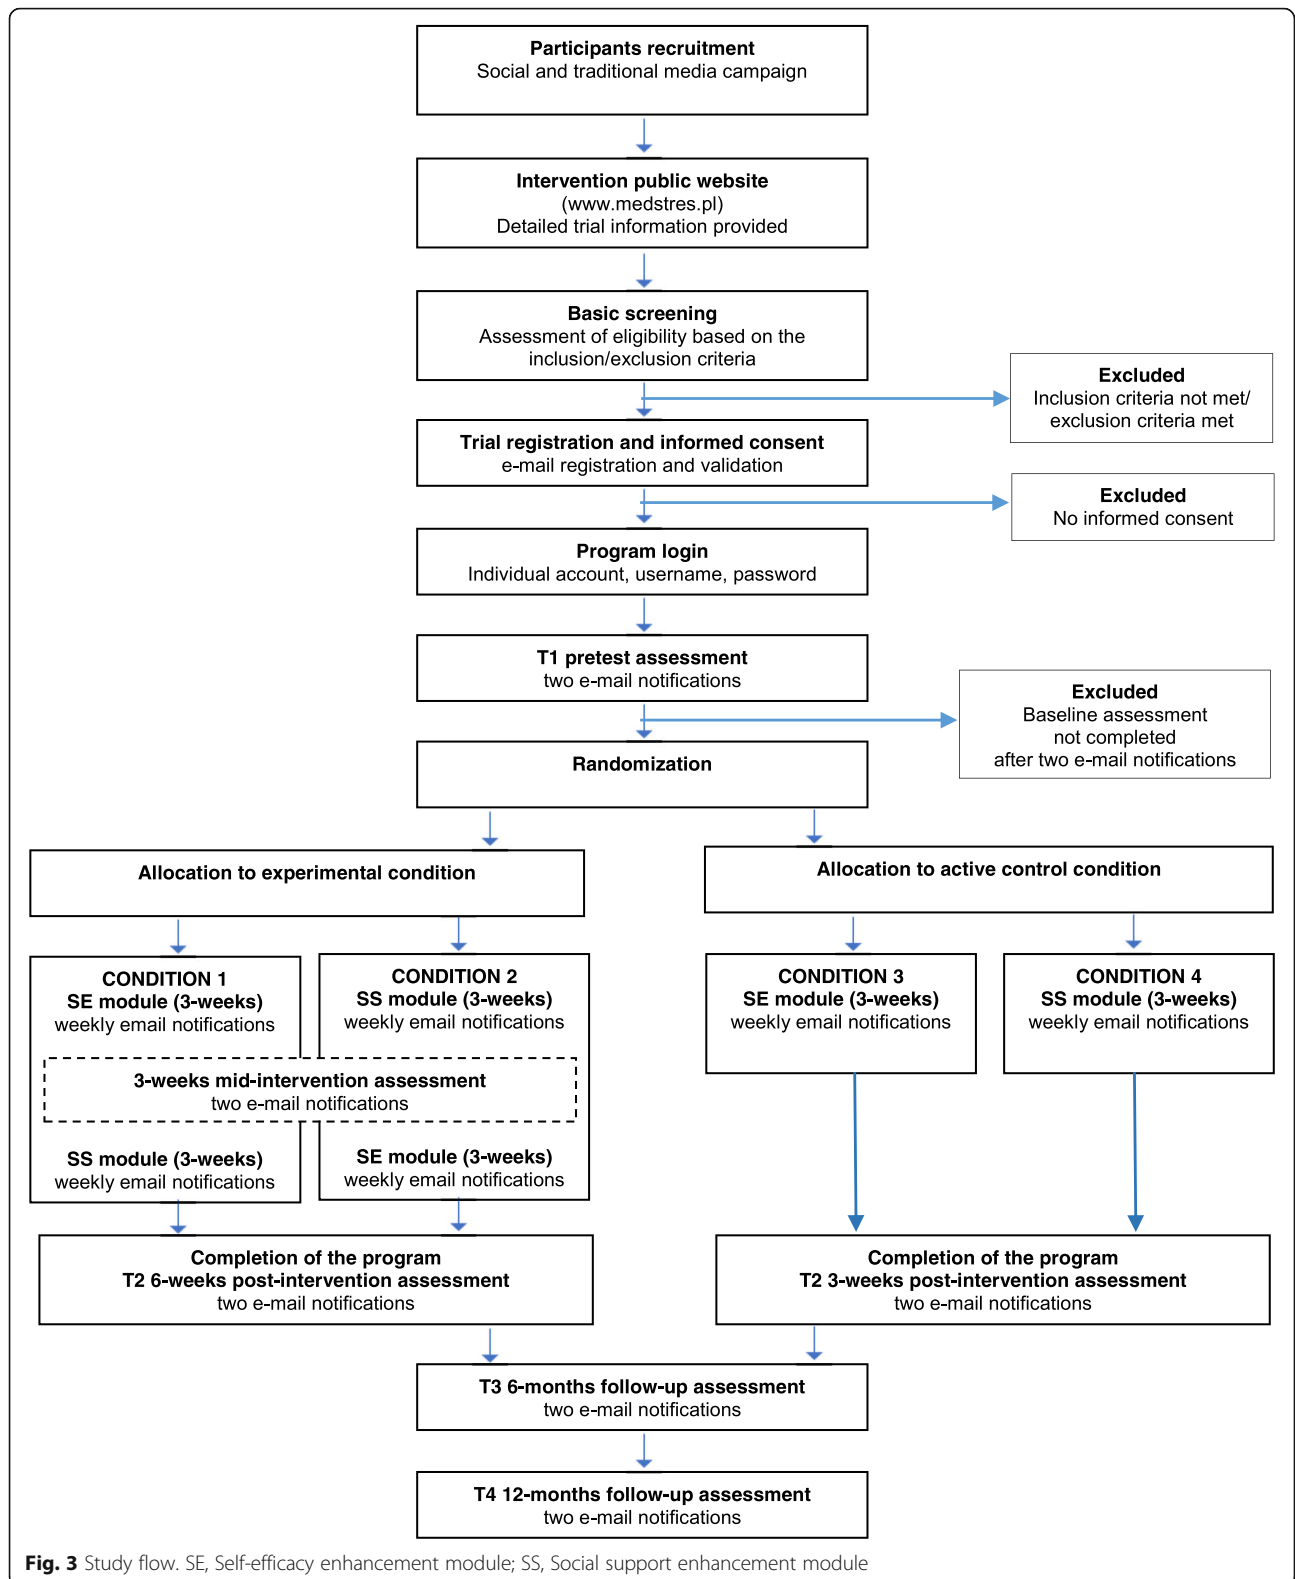 Participants recruitment
Social and traditional media campaign
Intervention public website
(www.medstres.pl)
Detailed trial information provided
Basic screening
Assessment of eligibility based on the
inclusion/exclusion criteria
Excluded
Inclusion criteria not met/
exclusion criteria met
Trial registration and informed consent
e-mail registration and validation
Excluded
No informed consent
Program login
Individual account, username, password
T1 pretest assessment
two e-mail notifications
Excluded
Baseline assessment
not completed
after two e-mail notifications
Randomization
Allocation to experimental condition
Allocation to active control condition
CONDITION 1
SE module (3-weeks)
weekly email notifications
CONDITION 2
SS module (3-weeks)
weekly email notifications
CONDITION 3
SE module (3-weeks)
weekly email notifications
CONDITION 4
SS module (3-weeks)
weekly email notifications
3-weeks mid-intervention assessment
two e-mail notifications
SS module (3-weeks)
weekly email notifications
SE module (3-weeks)
weekly email notifications
Completion of the program
T2 6-weeks post-intervention assessment
two e-mail notifications
Completion of the program
T2 3-weeks post-intervention assessment
two e-mail notifications
T3 6-months follow-up assessment
two e-mail notifications
T4 12-months follow-up assessment
two e-mail notifications
Fig. 3 Study flow. SE, Self-efficacy enhancement module; SS, Social support enhancement module